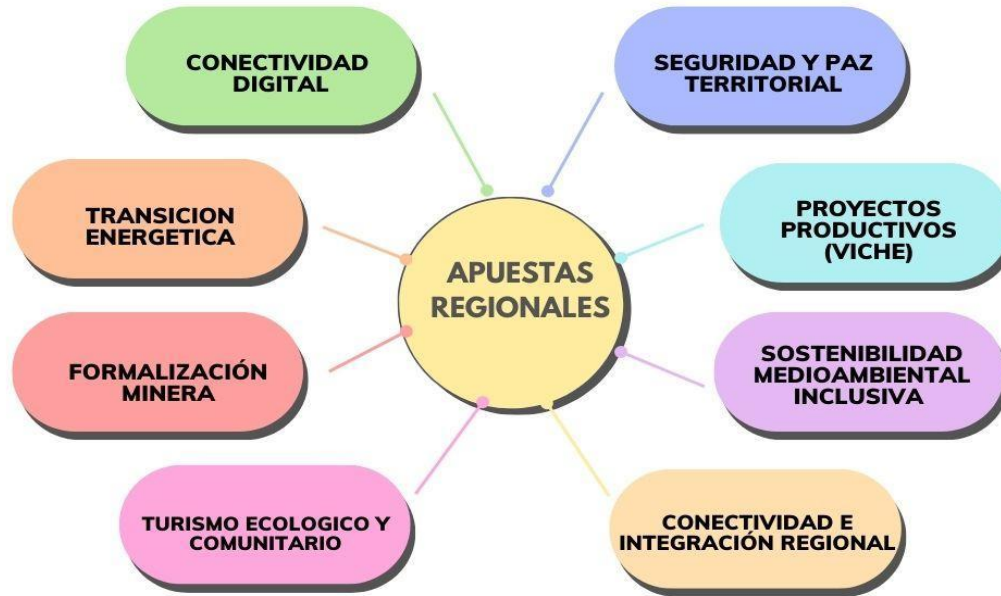 CONECTIVIDAD
DIGITAL
SEGURIDAD Y PAZ
TERRITORIAL
TRANSICION
ENERGETICA
PROYECTOS
PRODUCTIVOS
(VICHE)
APUESTAS
REGIONALES
FORMALIZACIÓN
MINERA
SOSTENIBILIDAD
MEDIOAMBIENTAL
INCLUSIVA
TURISMO ECOLOGICO Y
COMUNITARIO
CONECTIVIDAD E
INTEGRACIÓN REGIONAL